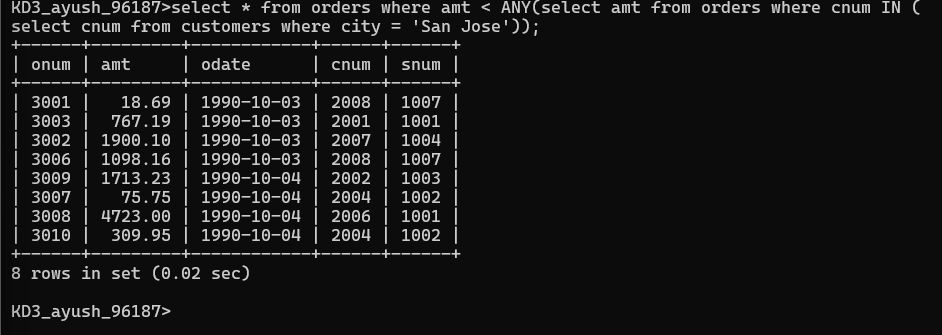 KD3_ayush_96187>select * from orders where amt < ANY(select amt from orders where cnum IN (
select cnum from customers where city = 'San Jose'));
+------+---------+------------+------+------+
| onum | amt     | odate      | cnum | snum |
+------+---------+------------+------+------+
| 3001 |   18.69 | 1990-10-03 | 2008 | 1007 |
| 3003 |  767.19 | 1990-10-03 | 2001 | 1001 |
| 3002 | 1900.10 | 1990-10-03 | 2007 | 1004 |
| 3006 | 1098.16 | 1990-10-03 | 2008 | 1007 |
| 3009 | 1713.23 | 1990-10-04 | 2002 | 1003 |
| 3007 |   75.75 | 1990-10-04 | 2004 | 1002 |
| 3008 | 4723.00 | 1990-10-04 | 2006 | 1001 |
| 3010 |  309.95 | 1990-10-04 | 2004 | 1002 |
+------+---------+------------+------+------+
8 rows in set (0.02 sec)
KD3_ayush_96187>